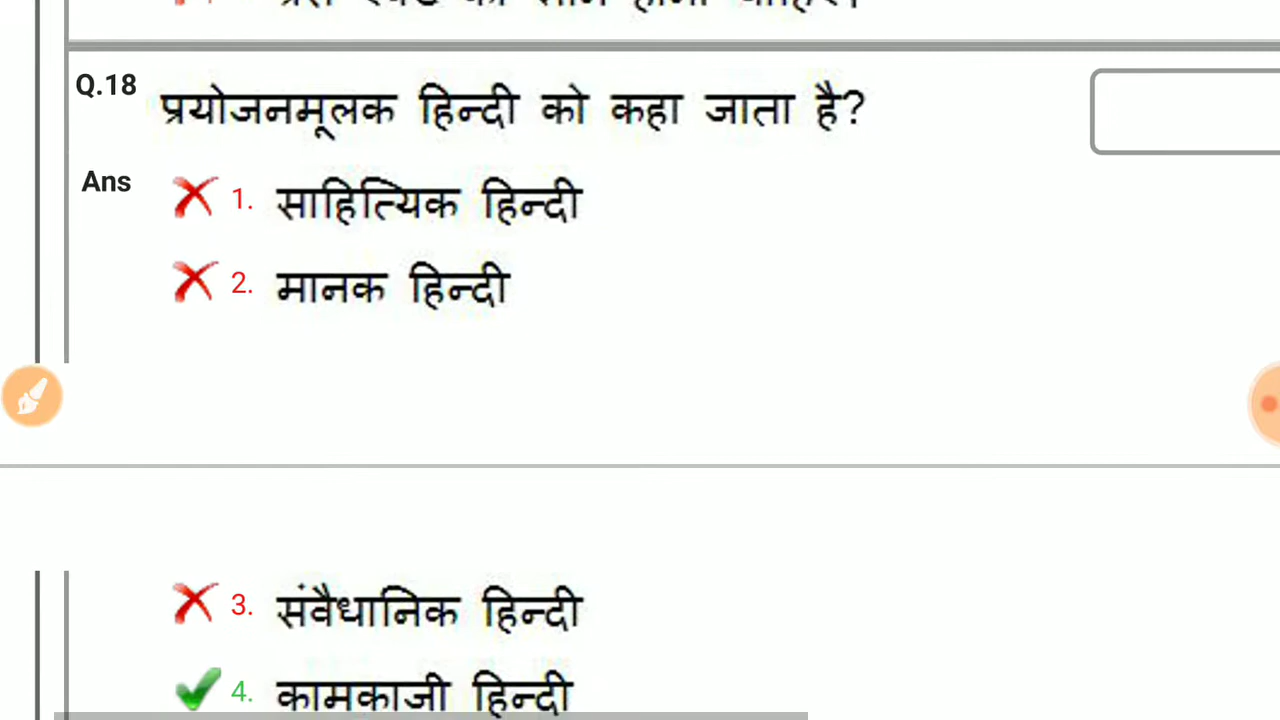 Q.18 प्रयोजनमूलक हिन्दी को कहा जाता है?
Ans 1. साहित्यिक हिन्दी
2. मानक हिन्दी
3. संवैधानिक हिन्दी
4. कामकाजी हिन्दी